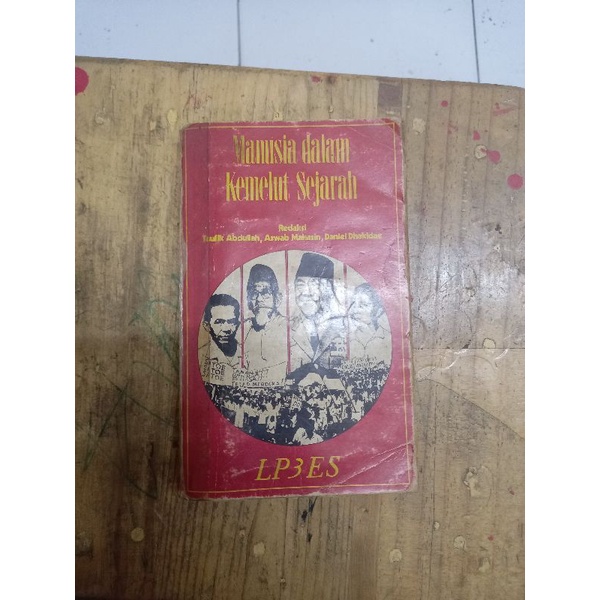 Manusia dalam
Kemelut Sejarah
Redaksi
Taufik Abdullah, Aswab Mahasin, Daniel Dhakidae
LP3ES